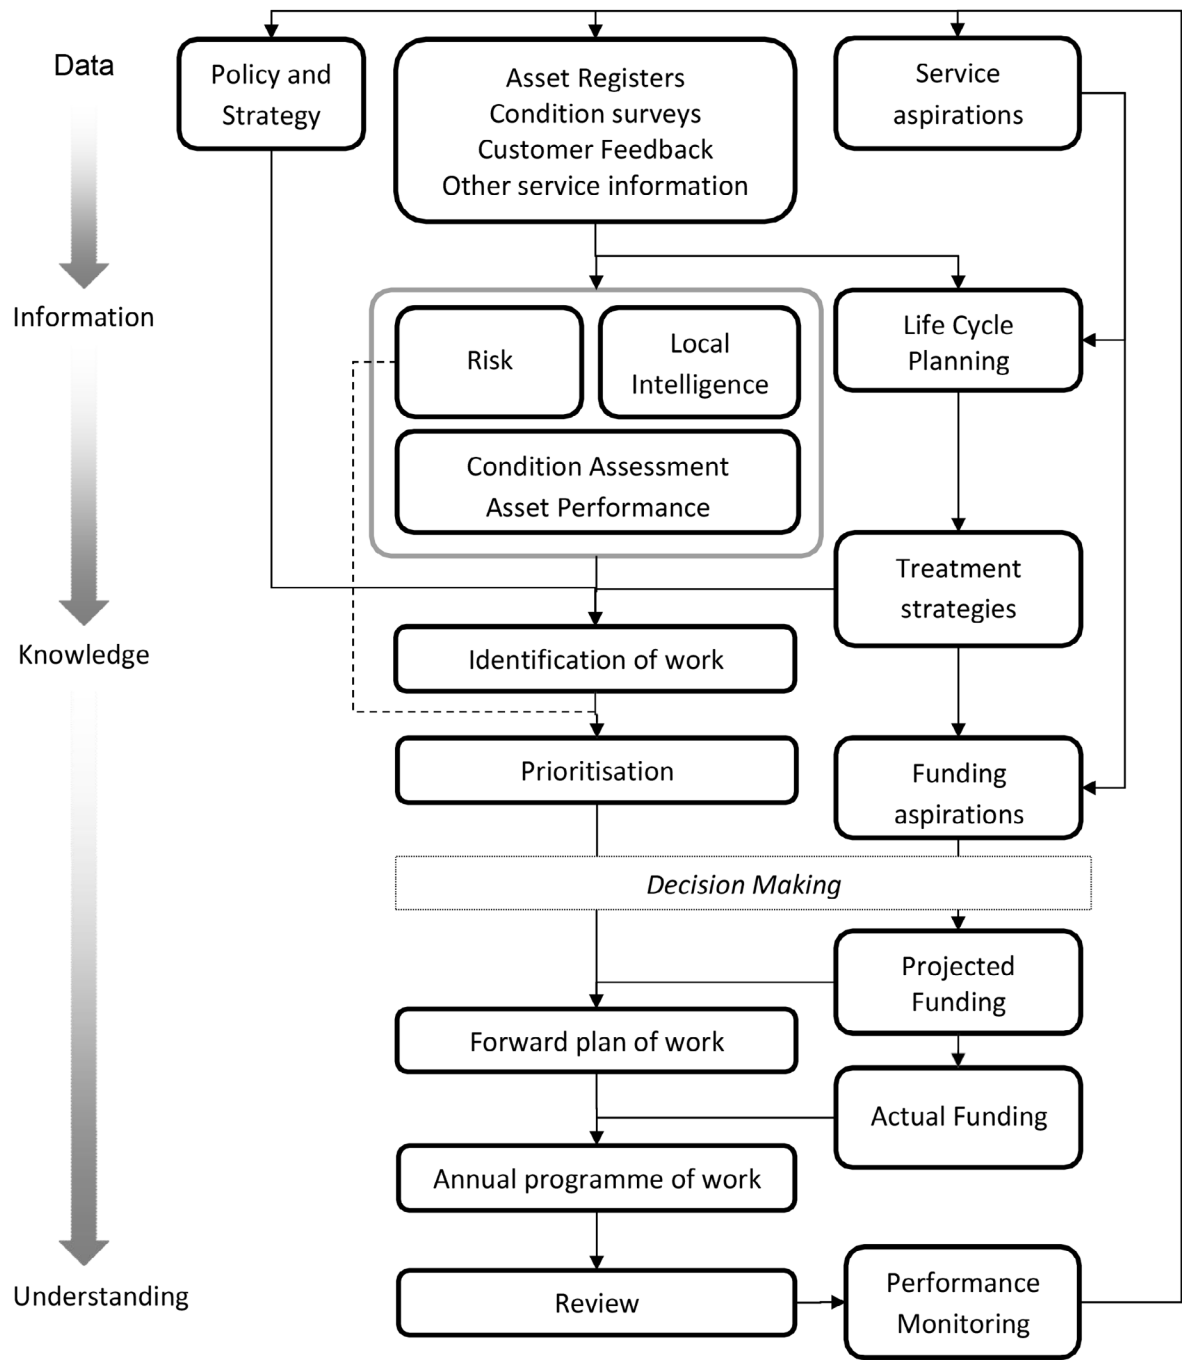 Data
Policy and
Strategy
Asset Registers
Condition surveys
Customer Feedback
Other service information
Service
aspirations
Information
Risk
Local
Intelligence
Life Cycle
Planning
Condition Assessment
Asset Performance
Treatment
strategies
Knowledge
Identification of work
Prioritisation
Funding
aspirations
Decision Making
Projected
Funding
Forward plan of work
Actual Funding
Annual programme of work
Understanding
Review
Performance
Monitoring